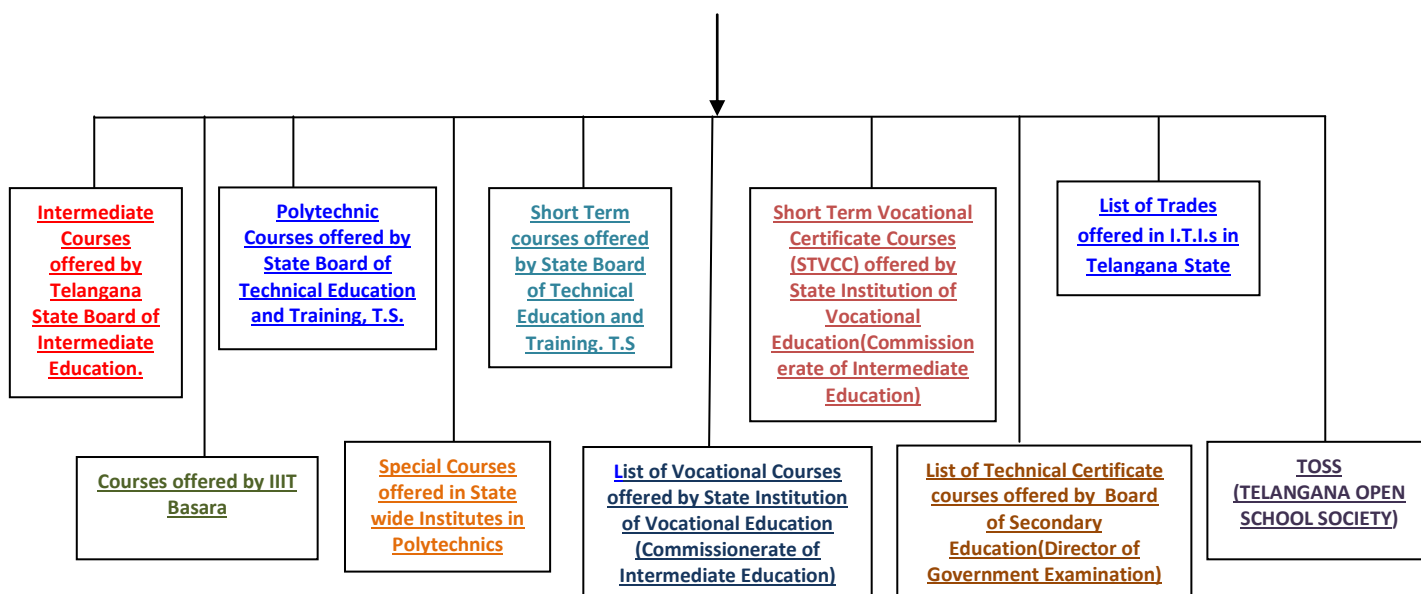 Intermediate
Courses
offered by
Telangana
State Board of
Intermediate
Education.
Polytechnic
Courses offered by
State Board of
Technical Education
and Training, T.S.
Short Term
courses offered
by State Board
of Technical
Education and
Training. T.S
Short Term Vocational
Certificate Courses
(STVCC) offered by
State Institution of
Vocational
Education(Commission
erate of Intermediate
Education)
List of Trades
offered in I.T.I.s in
Telangana State
Courses offered by IIIT
Basara
Special Courses
offered in State
wide Institutes in
Polytechnics
List of Vocational Courses
offered by State Institution
of Vocational Education
(Commissionerate of
Intermediate Education)
List of Technical Certificate
courses offered by Board
of Secondary
Education(Director of
Government Examination)
TOSS
(TELANGANA OPEN
SCHOOL SOCIETY)